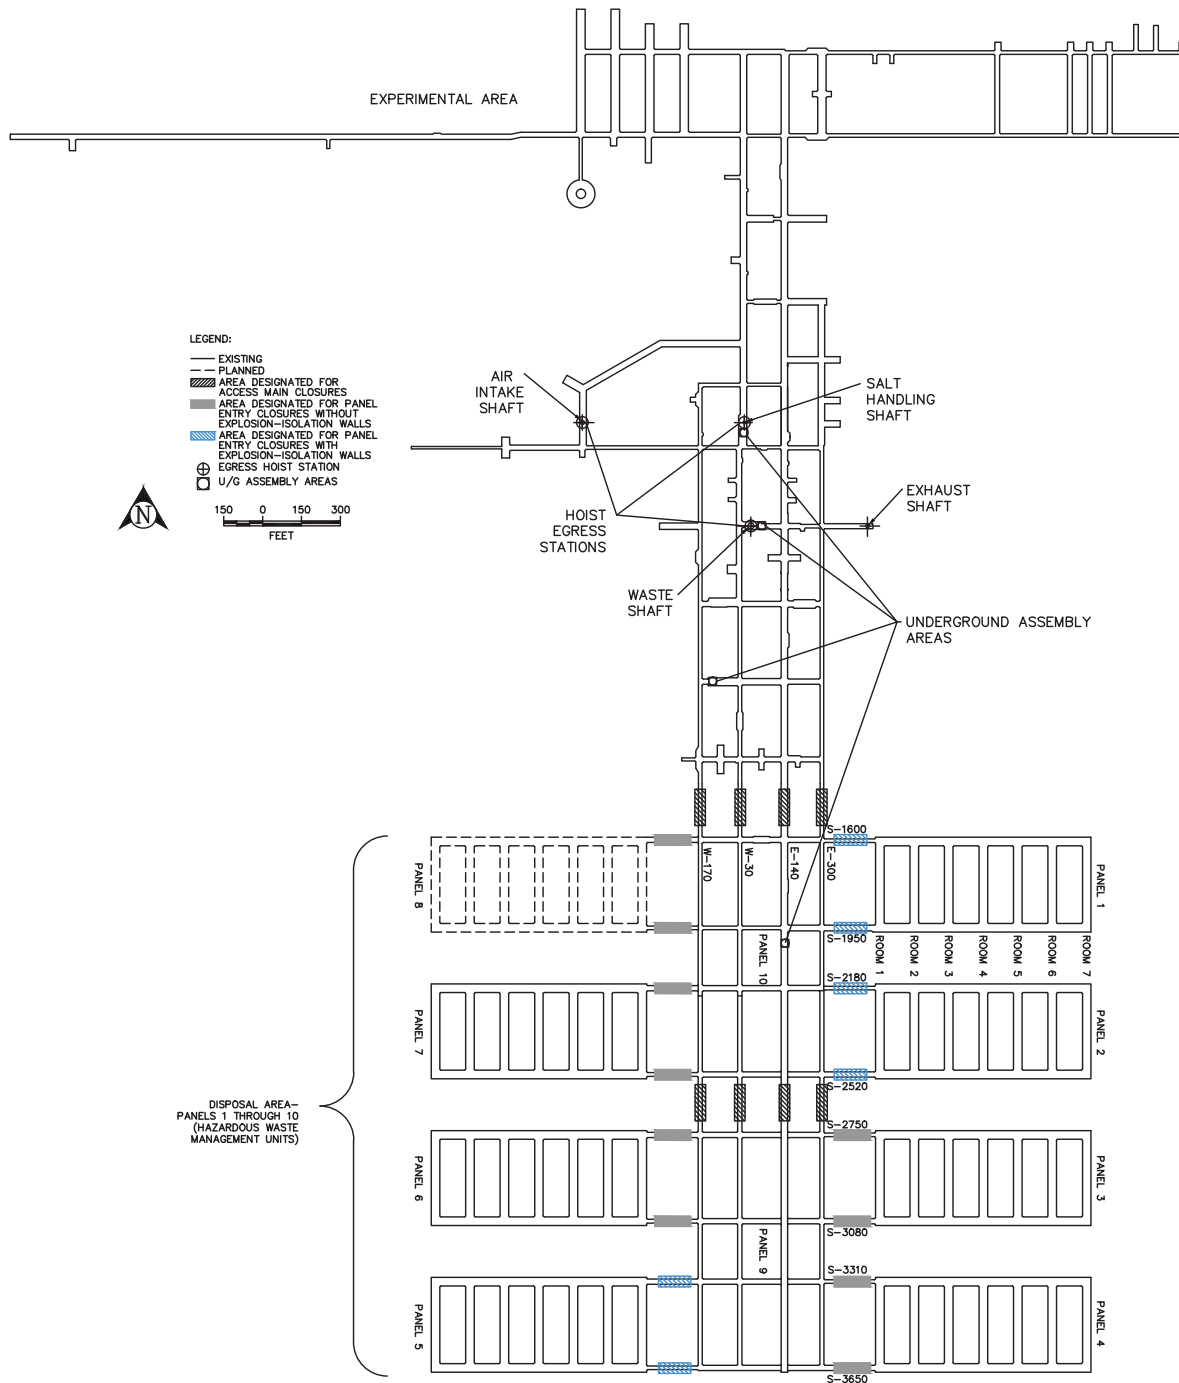 EXPERIMENTAL AREA
LEGEND:
EXISTING
PLANNED
AREA DESIGNATED FOR
ACCESS MAIN CLOSURES
AREA DESIGNATED FOR PANEL
ENTRY CLOSURES WITHOUT
EXPLOSION-ISOLATION WALLS
AREA DESIGNATED FOR PANEL
ENTRY CLOSURES WITH
EXPLOSION-ISOLATION WALLS
EGRESS HOIST STATION
U/G ASSEMBLY AREAS
N
150 0 150 300
FEET
AIR
INTAKE
SHAFT
SALT
HANDLING
SHAFT
HOIST
EGRESS
STATIONS
EXHAUST
SHAFT
WASTE
SHAFT
UNDERGROUND ASSEMBLY
AREAS
S-1600
W-170
W-30
E-140
E-300
PANEL 8
PANEL 1
S-1950
PANEL 10
ROOM 1
ROOM 2
ROOM 3
ROOM 4
ROOM 5
ROOM 6
ROOM 7
S-2180
PANEL 7
PANEL 2
S-2520
DISPOSAL AREA-
PANELS 1 THROUGH 10
(HAZARDOUS WASTE
MANAGEMENT UNITS)
S-2750
PANEL 6
PANEL 3
S-3080
PANEL 9
S-3310
PANEL 5
PANEL 4
S-3650